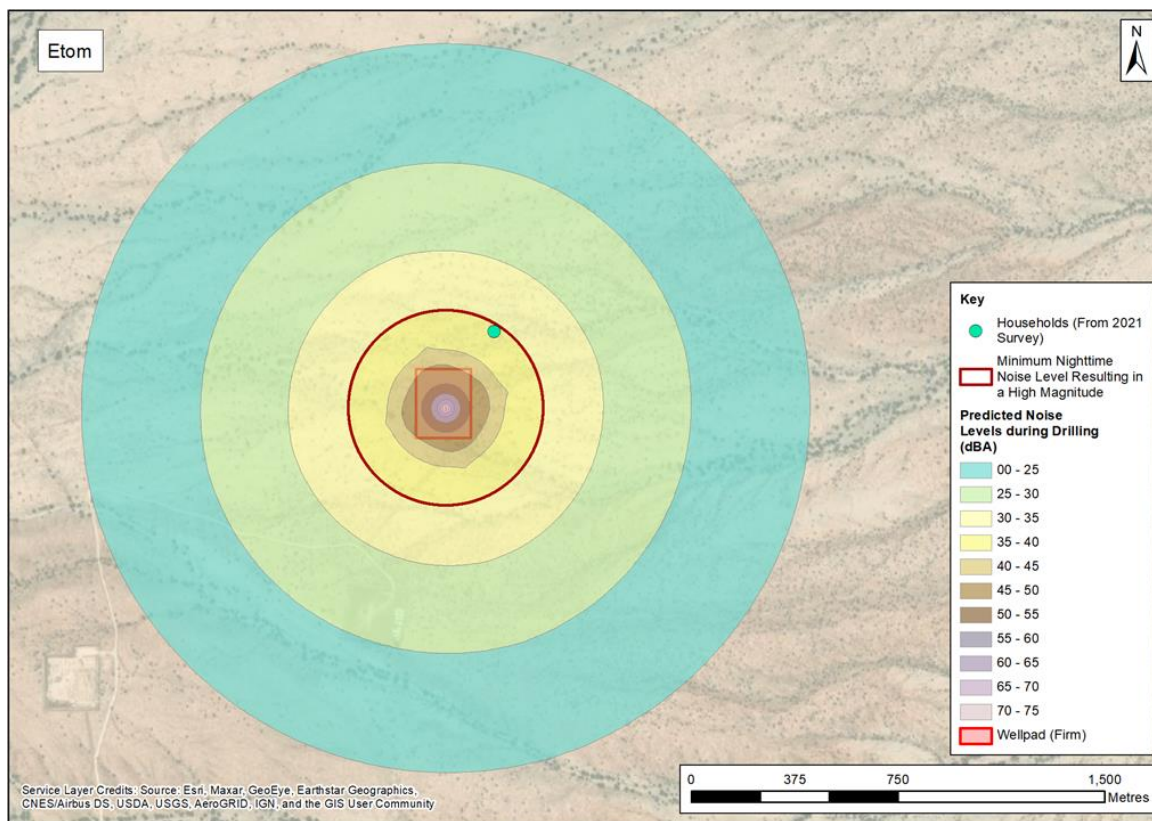 Etom
N
Key
Households (From 2021
Survey)
Minimum Nighttime
Noise Level Resulting in
a High Magnitude
Predicted Noise
Levels during Drilling
(dBA)
00 - 25
25 - 30
30 - 35
35 - 40
40 - 45
45 - 50
50 - 55
55 - 60
60 - 65
65 - 70
70 - 75
Wellpad (Firm)
0 375 750 1,500
Metres
Service Layer Credits: Source: Esri, Maxar, GeoEye, Earthstar Geographics,
CNES/Airbus DS, USDA, USGS, AeroGRID, IGN, and the GIS User Community